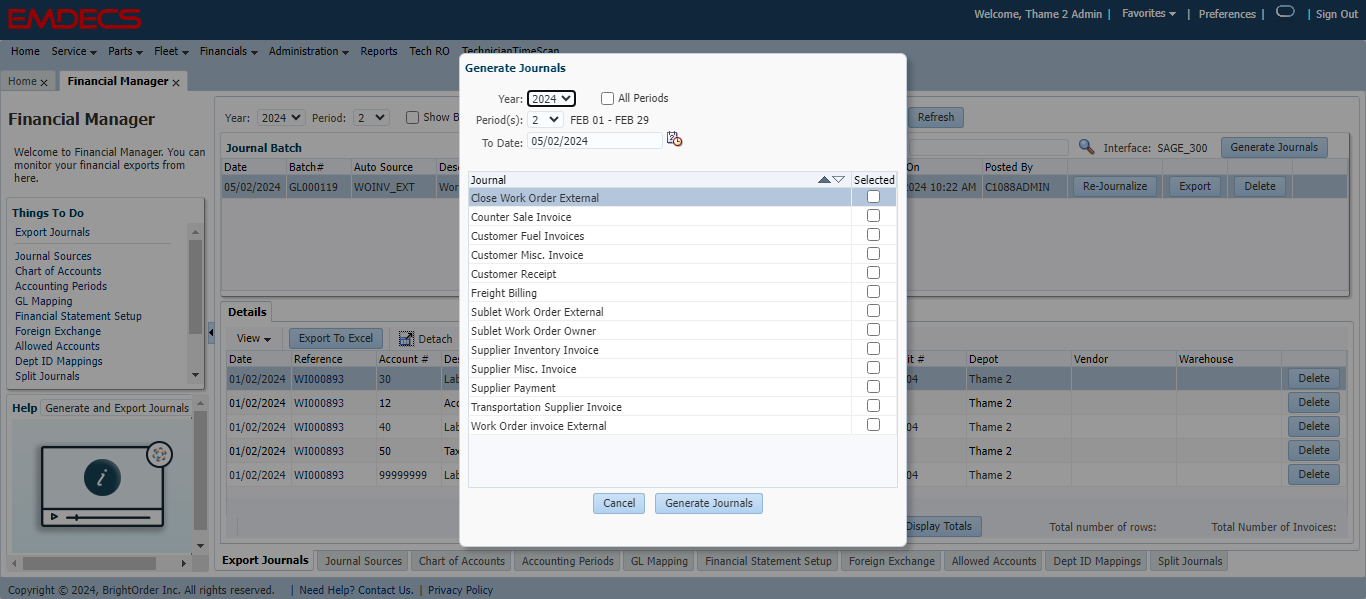 EMDECS
Welcome, Thame 2 Admin | Favorites | Preferences | | Sign Out
Home Service Parts Fleet Financials Administration Reports Tech RO TechnicianTimeScan
Home x Financial Manager x
Financial Manager
Welcome to Financial Manager. You can
monitor your financial exports from
here.
Things To Do
Export Journals
Journal Sources
Chart of Accounts
Accounting Periods
GL Mapping
Financial Statement Setup
Foreign Exchange
Allowed Accounts
Dept ID Mappings
Split Journals
Help Generate and Export Journals
i
Year: 2024 Period: 2 Show B
Refresh
Journal Batch
Interface: SAGE_300 Generate Journals
Date Batch# Auto Source Des
On Posted By
05/02/2024 GL000119 WOINV_EXT Wor
2024 10:22 AM C1088ADMIN Re-Journalize Export Delete
Generate Journals
Year: 2024 All Periods
Period(s): 2 FEB 01 - FEB 29
To Date: 05/02/2024
Journal Selected
Close Work Order External
Counter Sale Invoice
Customer Fuel Invoices
Customer Misc. Invoice
Customer Receipt
Freight Billing
Sublet Work Order External
Sublet Work Order Owner
Supplier Inventory Invoice
Supplier Misc. Invoice
Supplier Payment
Transportation Supplier Invoice
Work Order invoice External
Cancel Generate Journals
Details
View Export To Excel Detach
Date Reference Account # Des
it # Depot Vendor Warehouse
01/02/2024 WI000893 30 Lab
04 Thame 2 Delete
01/02/2024 WI000893 12 Acc
Thame 2 Delete
01/02/2024 WI000893 40 Lab
04 Thame 2 Delete
01/02/2024 WI000893 50 Tax
Thame 2 Delete
01/02/2024 WI000893 99999999 Lab
04 Thame 2 Delete
Display Totals Total number of rows: Total Number of Invoices:
Export Journals Journal Sources Chart of Accounts Accounting Periods GL Mapping Financial Statement Setup Foreign Exchange Allowed Accounts Dept ID Mappings Split Journals
Copyright © 2024, BrightOrder Inc. All rights reserved. | Need Help? Contact Us. | Privacy Policy